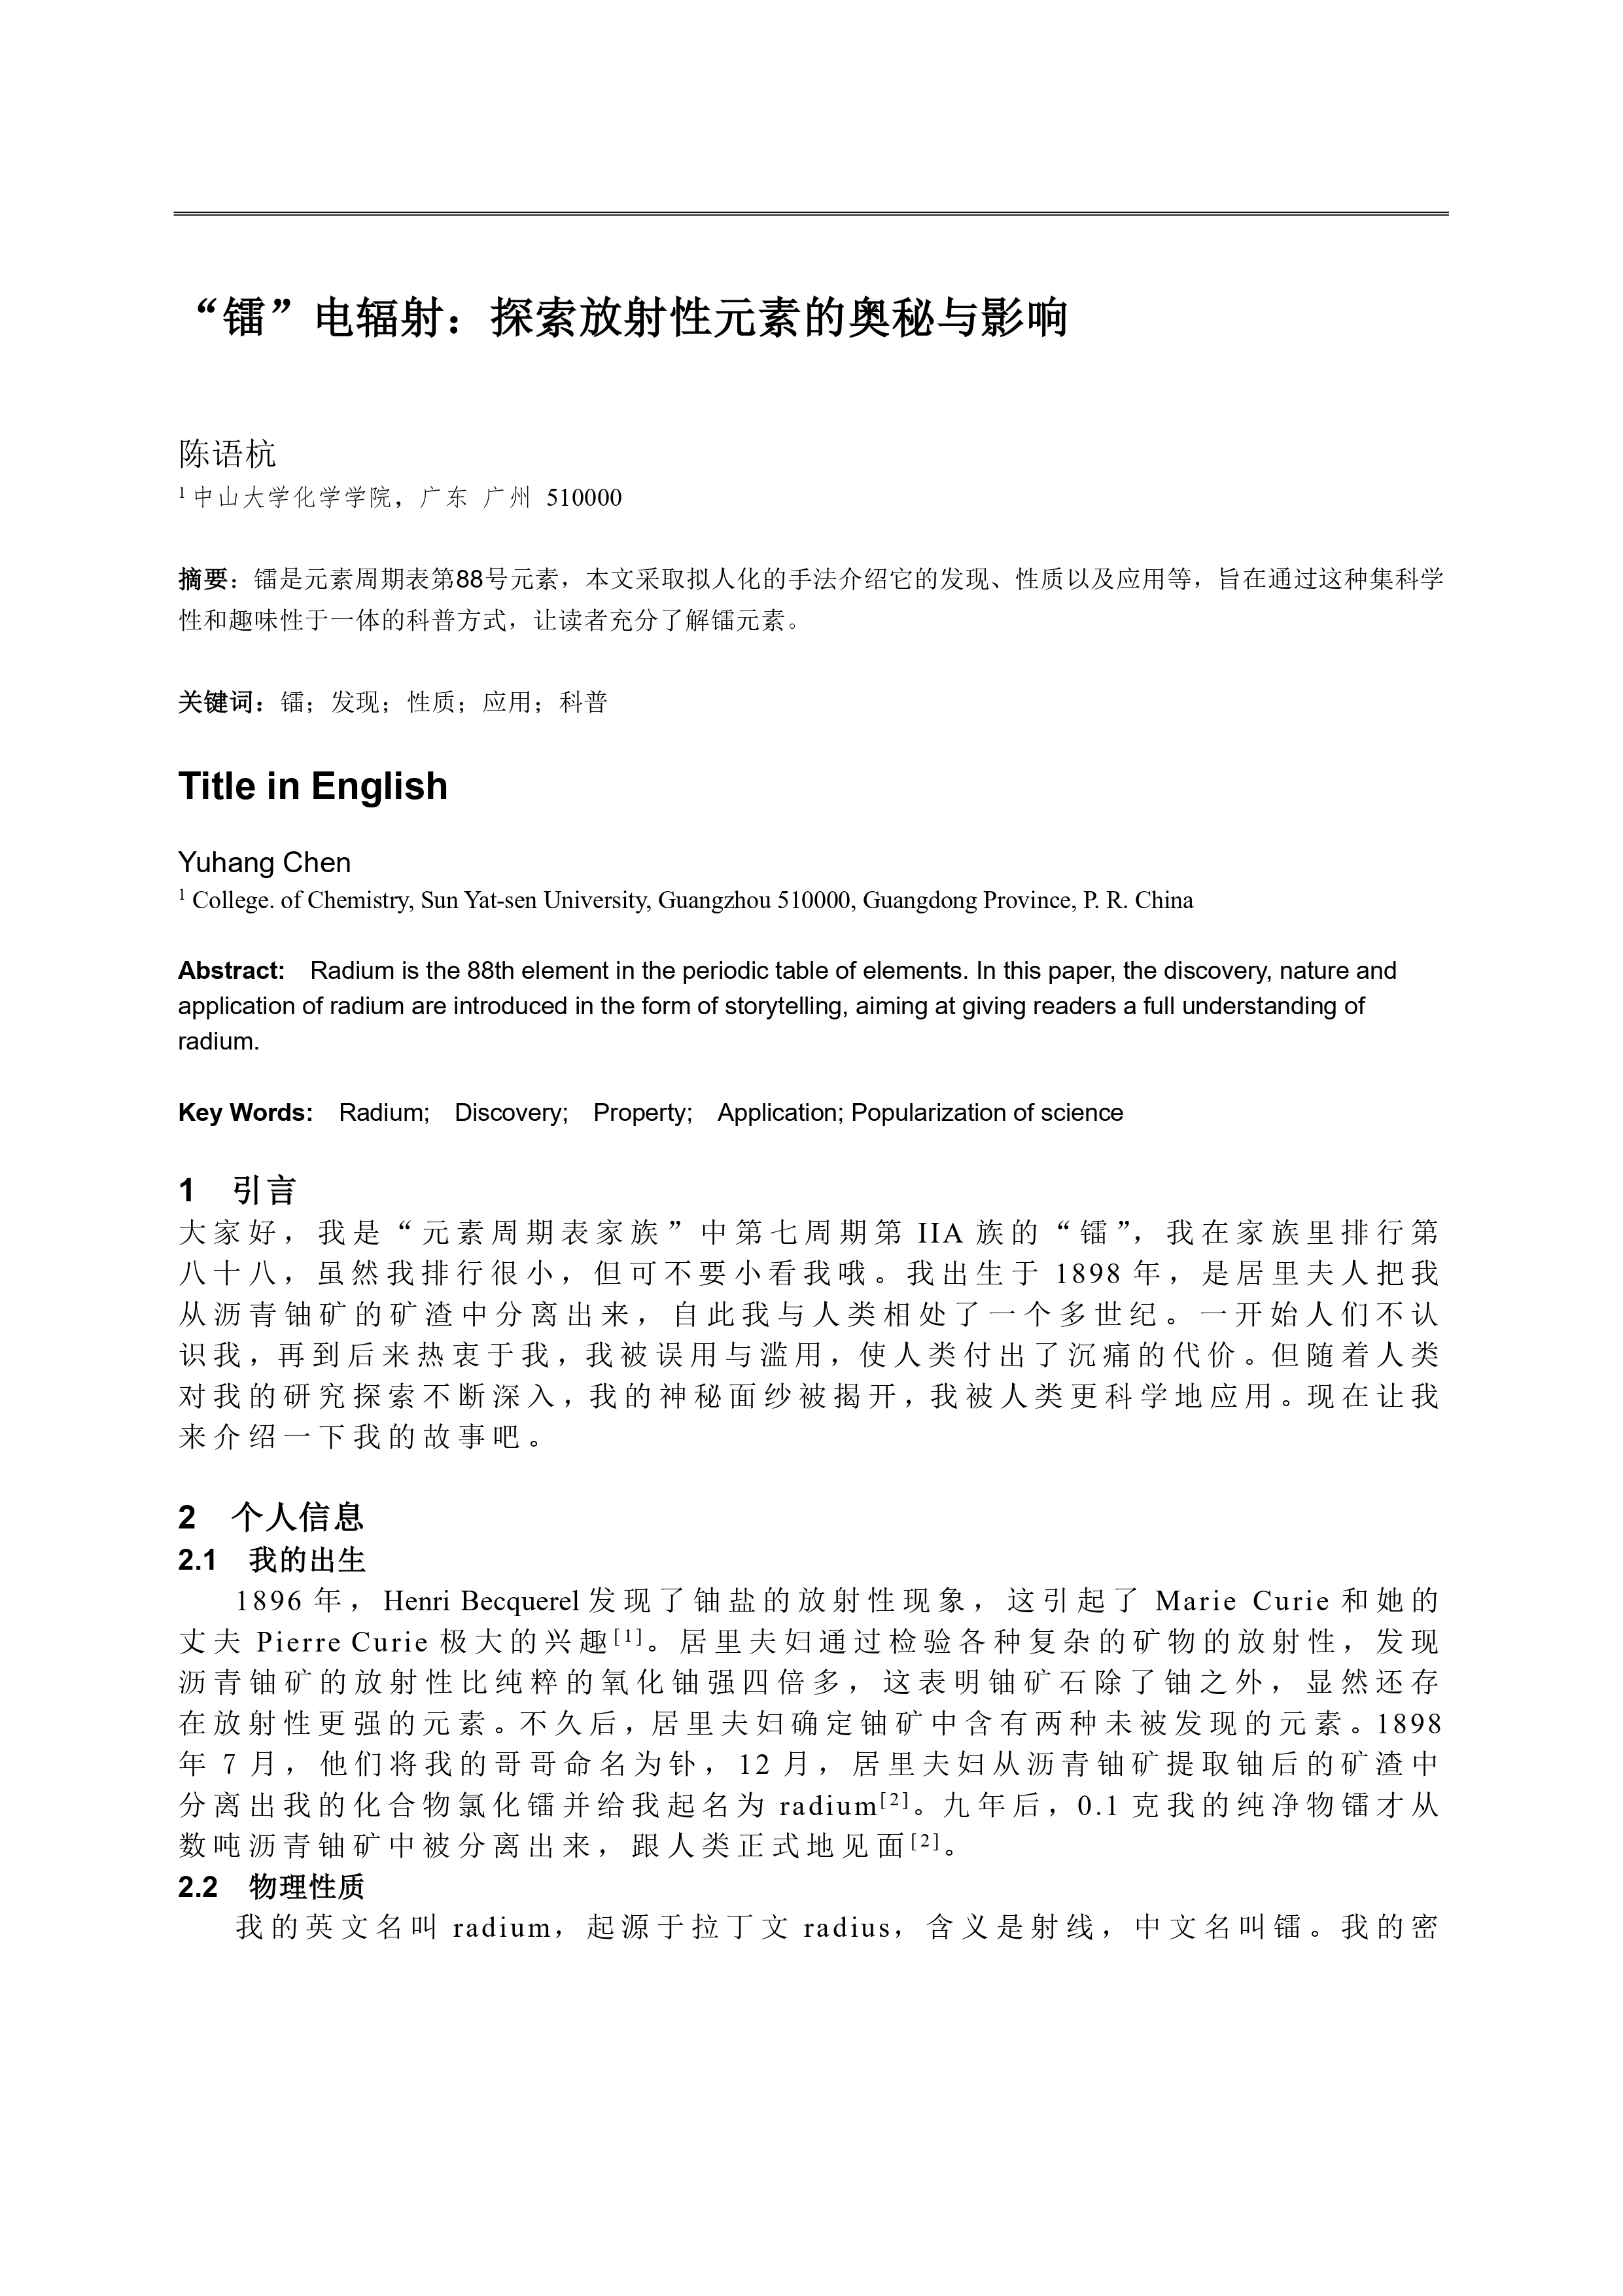 “镭”电辐射：探索放射性元素的奥秘与影响
陈语杭
1 中山大学化学学院，广东 广州 510000
摘要：镭是元素周期表第88号元素，本文采取拟人化的手法介绍它的发现、性质以及应用等，旨在通过这种集科学
性和趣味性于一体的科普方式，让读者充分了解镭元素。
关键词：镭；发现；性质；应用；科普
Title in English
Yuhang Chen
1 College. of Chemistry, Sun Yat-sen University, Guangzhou 510000, Guangdong Province, P. R. China
Abstract: Radium is the 88th element in the periodic table of elements. In this paper, the discovery, nature and
application of radium are introduced in the form of storytelling, aiming at giving readers a full understanding of
radium.
Key Words: Radium; Discovery; Property; Application; Popularization of science
1 引言
大家好，我是“元素周期表家族”中第七周期第 IIA 族的“镭”，我在家族里排行第
八十八，虽然我排行很小，但可不要小看我哦。我出生于 1898 年，是居里夫人把我
从沥青铀矿的矿渣中分离出来，自此我与人类相处了一个多世纪。一开始人们不认
识我，再到后来热衷于我，我被误用与滥用，使人类付出了沉痛的代价。但随着人类
对我的研究探索不断深入，我的神秘面纱被揭开，我被人类更科学地应用。现在让我
来介绍一下我的故事吧。
2 个人信息
2.1 我的出生
1896 年，Henri Becquerel 发现了铀盐的放射性现象，这引起了 Marie Curie 和她的
丈夫 Pierre Curie 极大的兴趣[1]。居里夫妇通过检验各种复杂的矿物的放射性，发现
沥青铀矿的放射性比纯粹的氧化铀强四倍多，这表明铀矿石除了铀之外，显然还存
在放射性更强的元素。不久后，居里夫妇确定铀矿中含有两种未被发现的元素。1898
年 7 月，他们将我的哥哥命名为钋，12 月，居里夫妇从沥青铀矿提取铀后的矿渣中
分离出我的化合物氯化镭并给我起名为 radium[2]。九年后，0.1 克我的纯净物镭才从
数吨沥青铀矿中被分离出来，跟人类正式地见面[2]。
2.2 物理性质
我的英文名叫 radium，起源于拉丁文 radius，含义是射线，中文名叫镭。我的密